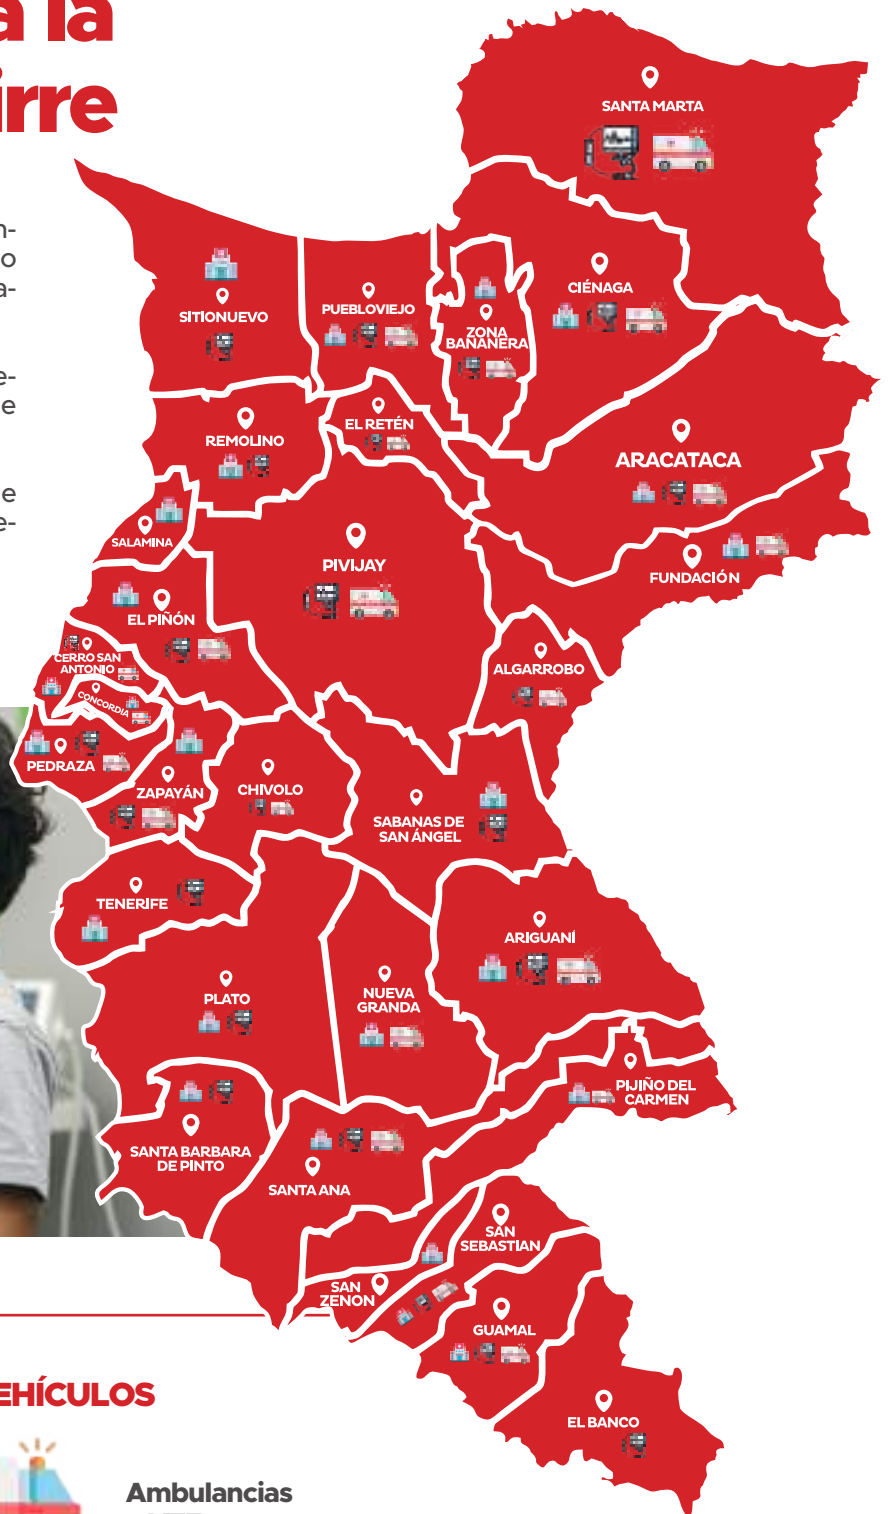 a la
irre
n-
o
a-
e-
e
e
e-
SANTA MARTA
CIÉNAGA
SITIONUEVO
PUEBLOVIEJO
ZONA
BANANERA
EL RETÉN
REMOLINO
ARACATACA
SALAMINA
PIVIJAY
FUNDACIÓN
EL PIÑÓN
CERRO SAN
ANTONIO
ALGARROBO
CONCORDIA
PEDRAZA
ZAPAYÁN
CHIVOLO
SABANAS DE
SAN ÁNGEL
TENERIFE
ARIGUANÍ
PLATO
NUEVA
GRANDA
PIJIÑO DEL
CARMEN
SANTA BARBARA
DE PINTO
SANTA ANA
SAN
SEBASTIAN
SAN
ZENON
GUAMAL
EL BANCO
EHÍCULOS
Ambulancias